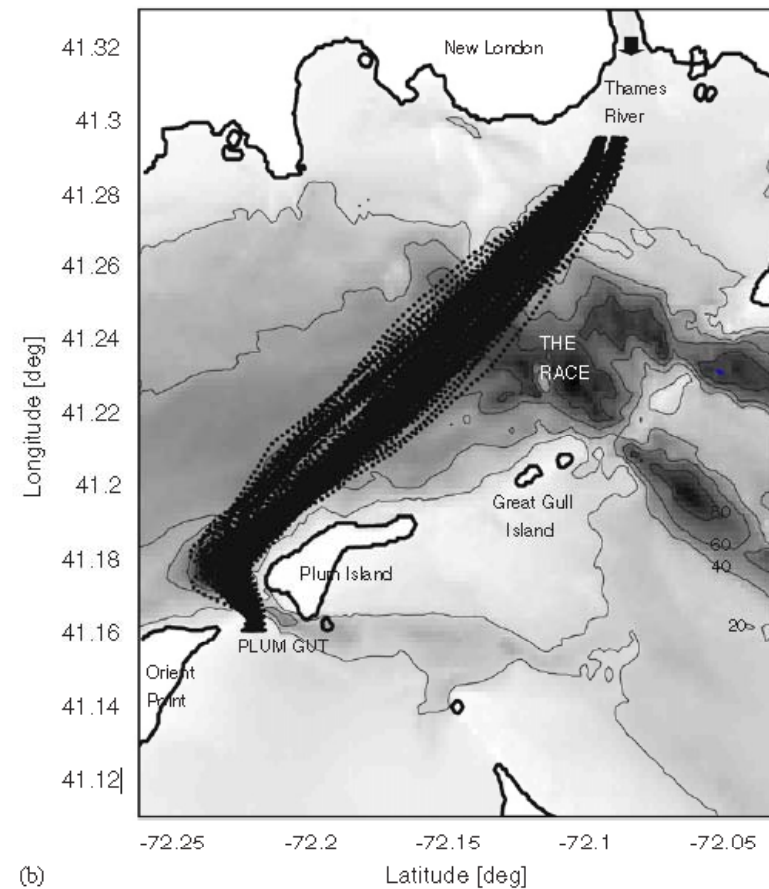 41.32
41.3
41.28
41.26
41.24
41.22
41.2
41.18
41.16
41.14
41.12
Longitude [deg]
New London
Thames
River
THE
RACE
Great Gull
Island
Plum Island
PLUM GUT
Orient
Point
80
60
40
20
-72.25
-72.2
-72.15
-72.1
-72.05
(b)
Latitude [deg]